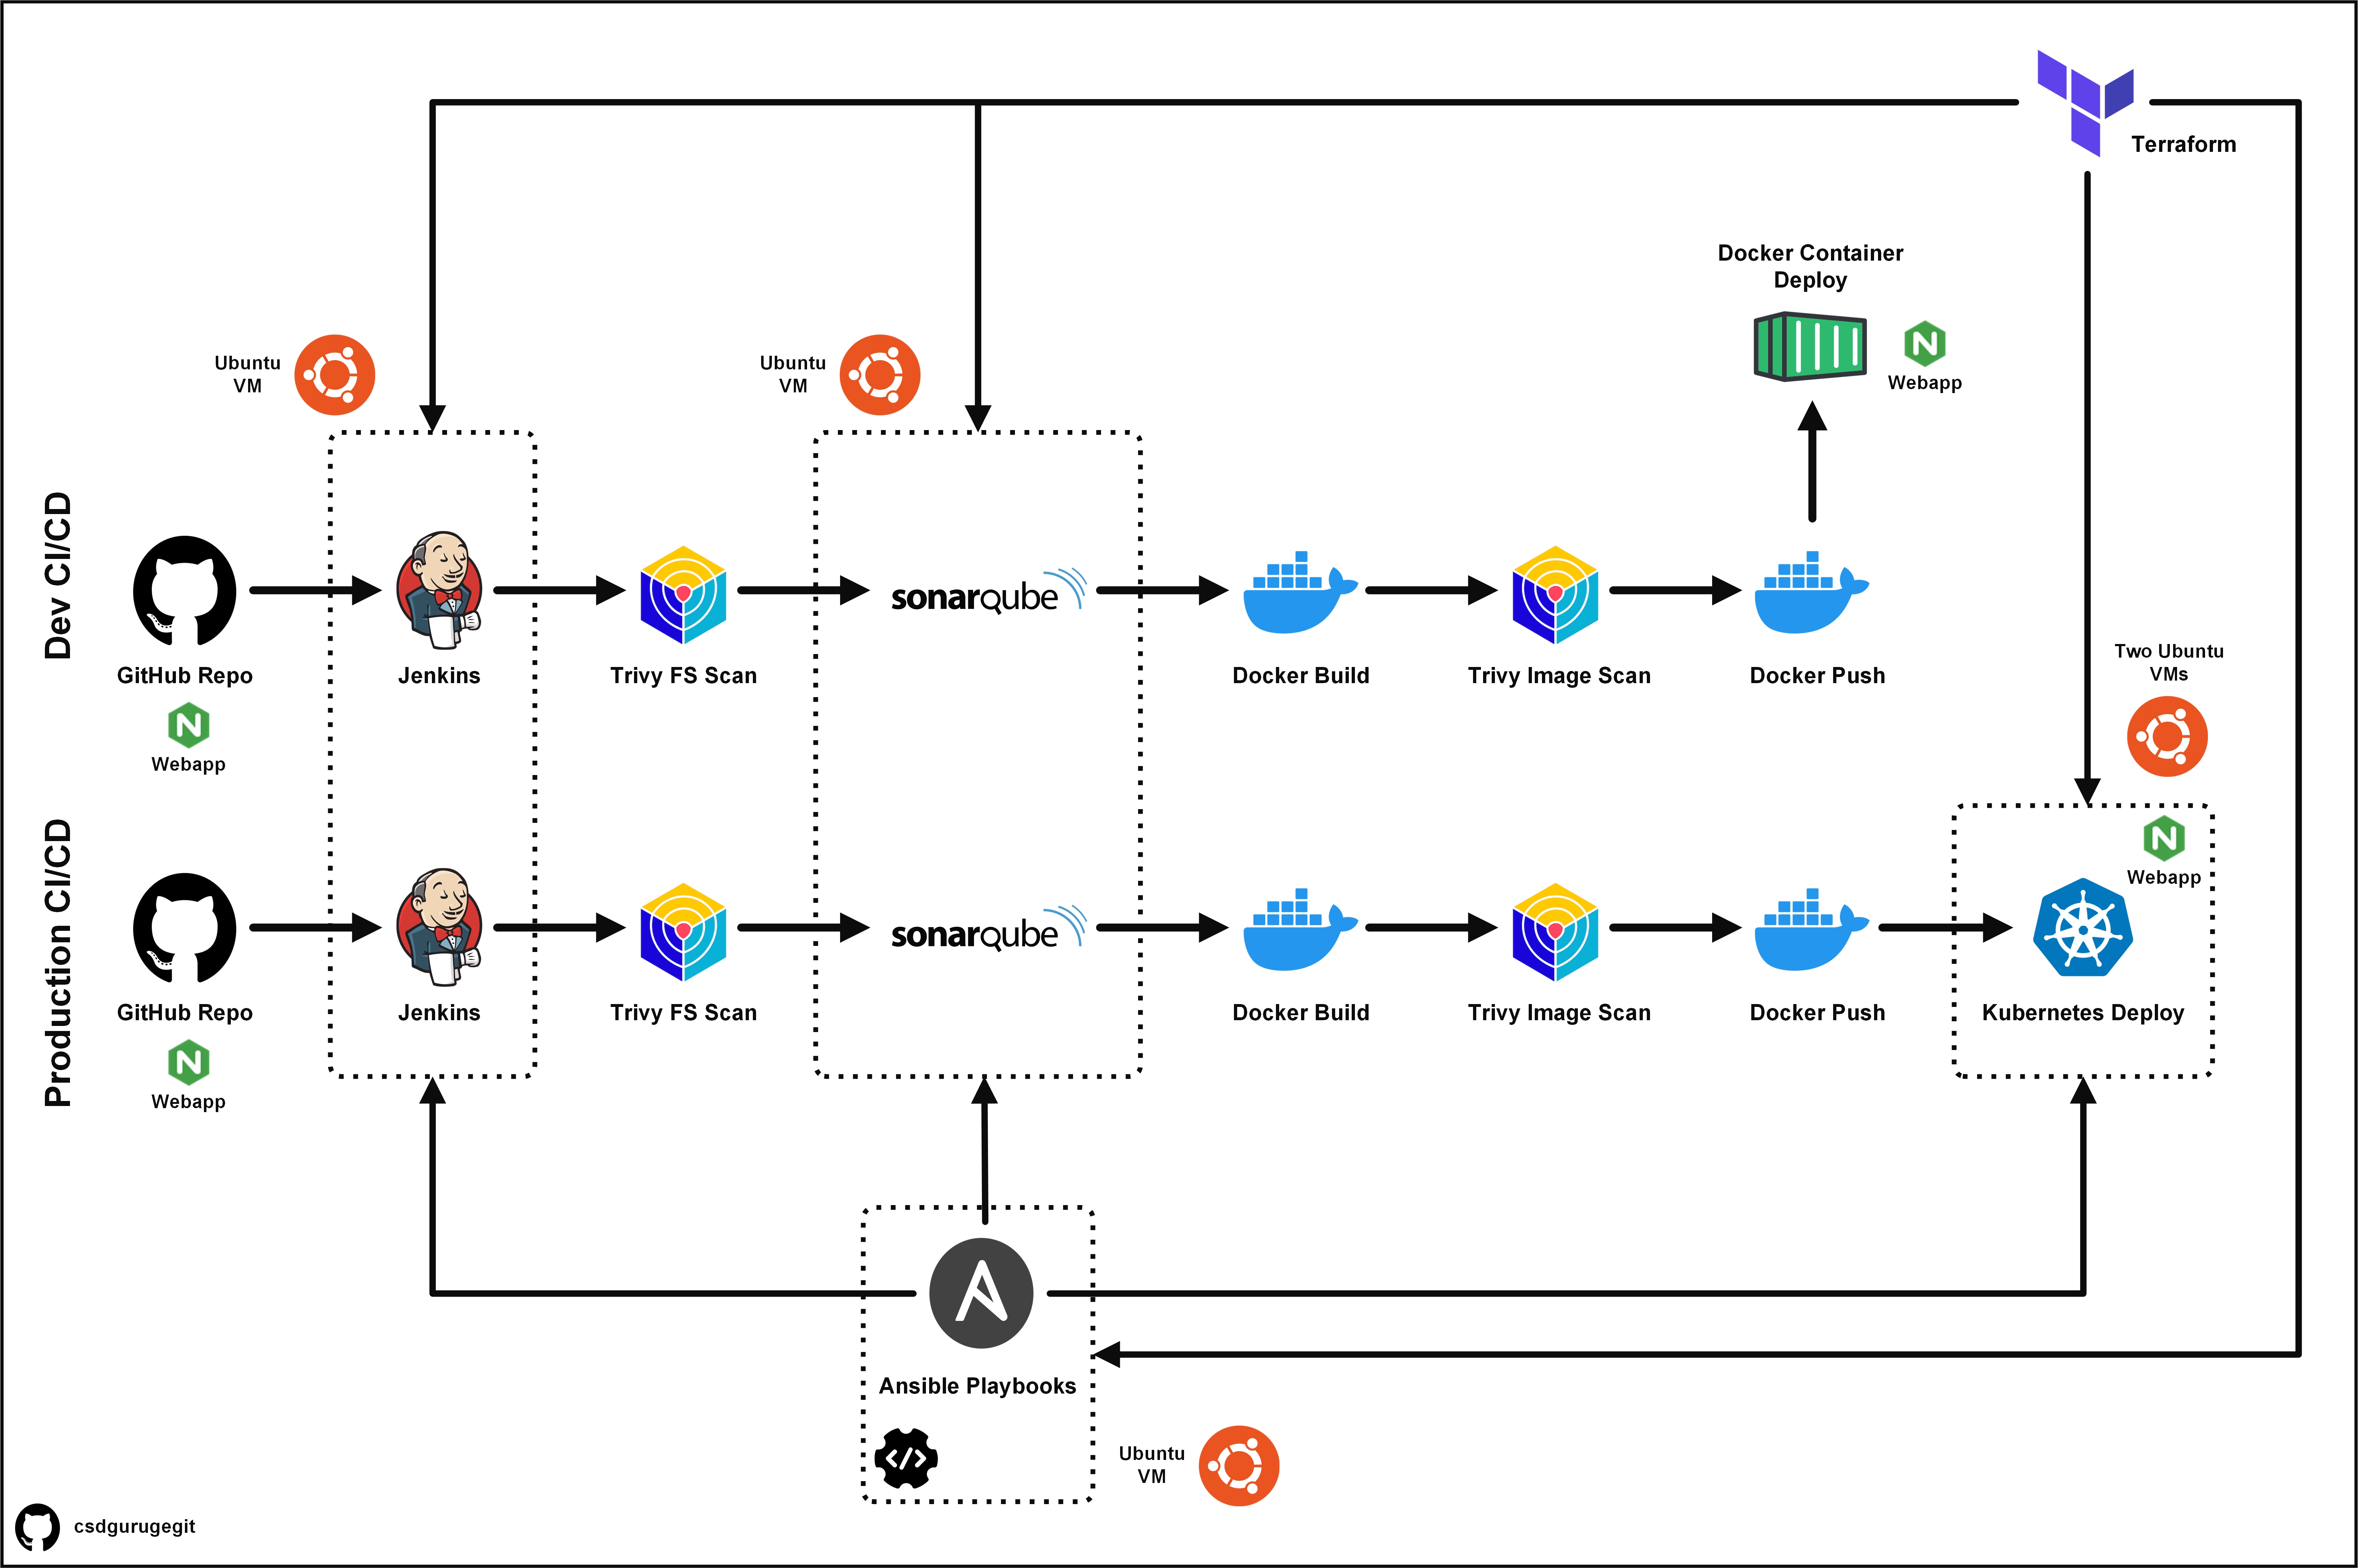 Terraform
Docker Container
Deploy
Webapp
Ubuntu
VM
Ubuntu
VM
Dev CI/CD
GitHub Repo
Webapp
Jenkins
Trivy FS Scan
sonarqube
Docker Build
Trivy Image Scan
Docker Push
Two Ubuntu
VMs
Production CI/CD
GitHub Repo
Webapp
Jenkins
Trivy FS Scan
sonarqube
Docker Build
Trivy Image Scan
Docker Push
Webapp
Kubernetes Deploy
Ansible Playbooks
Ubuntu
VM
csdgurugegit